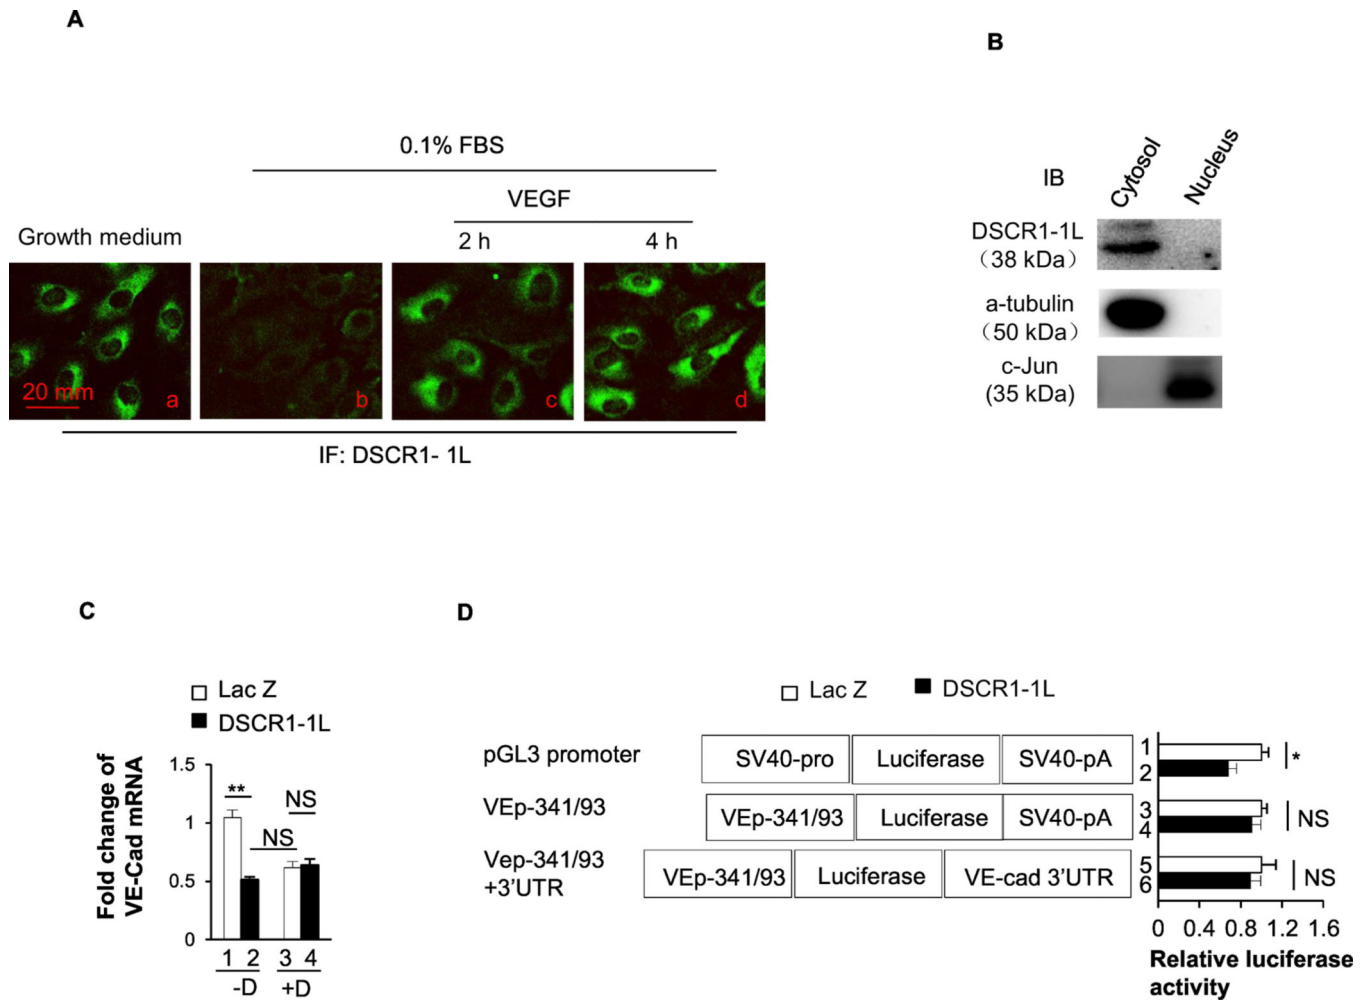 A
0.1% FBS
VEGF
Growth medium
2 h
4 h
20 mm
a
b
c
d
IF: DSCR1- 1L
B
IB
Cytosol
Nucleus
DSCR1-1L
(38 kDa)
a-tubulin
(50 kDa)
c-Jun
(35 kDa)
C
Lac Z
DSCR1-1L
Fold change of
VE-Cad mRNA
1.5
1
0.5
0
**
NS
NS
1 2 3 4
-D +D
D
Lac Z
DSCR1-1L
pGL3 promoter
SV40-pro
Luciferase
SV40-pA
1
2
*
VEp-341/93
VEp-341/93
Luciferase
SV40-pA
3
4
NS
Vep-341/93
+3'UTR
VEp-341/93
Luciferase
VE-cad 3'UTR
5
6
NS
0 0.4 0.8 1.2 1.6
Relative luciferase
activity